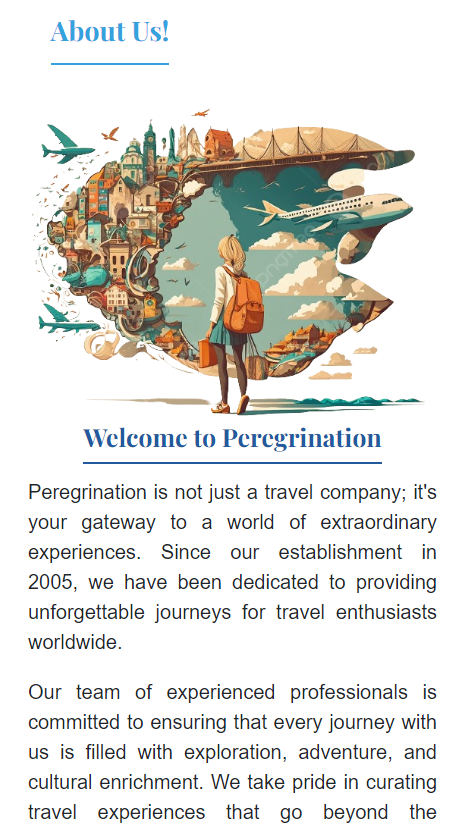 About Us!
Welcome to Peregrination
Peregrination is not just a travel company; it's
your gateway to a world of extraordinary
experiences. Since our establishment in
2005, we have been dedicated to providing
unforgettable journeys for travel enthusiasts
worldwide.
Our team of experienced professionals is
committed to ensuring that every journey with
us is filled with exploration, adventure, and
cultural enrichment. We take pride in curating
travel experiences that go beyond the